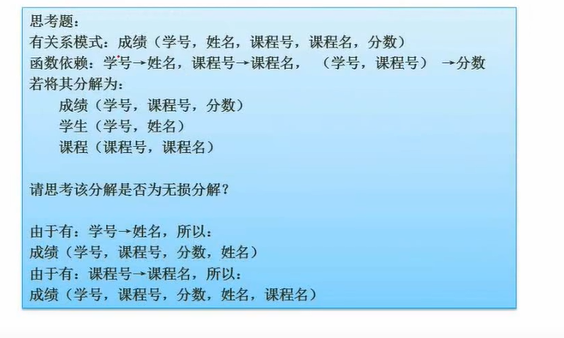 思考题：
有关系模式：成绩（学号，姓名，课程号，课程名，分数）
函数依赖：学号→姓名，课程号→课程名， （学号，课程号） →分数
若将其分解为：
成绩（学号，课程号，分数）
学生（学号，姓名）
课程（课程号，课程名）
请思考该分解是否为无损分解？
由于有：学号→姓名，所以：
成绩（学号，课程号，分数，姓名）
由于有：课程号→课程名，所以：
成绩（学号，课程号，分数，姓名，课程名）